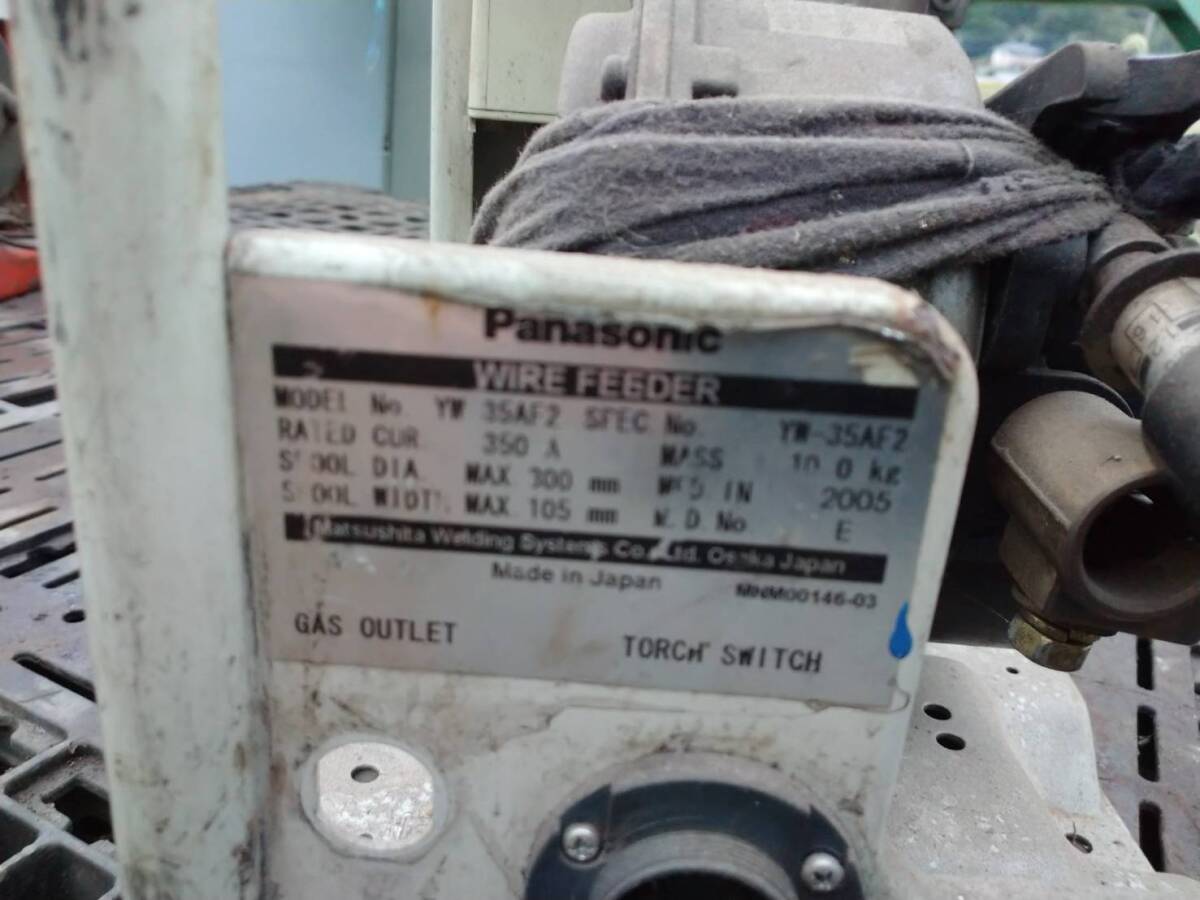 Panasonic
WIRE FEEDER
MODEL No. YW-35AF2 SPEC No. YW-35AF2
RATED CUR. 350 A MASS 10.0 kg
SPOOL DIA. MAX. 300 mm MFD.IN 2005
SPOOL WIDTH MAX. 105 mm M.D.No. E
Matsushita Welding Systems Co., Ltd. Osaka Japan
Made in Japan
MNM00146-03
GAS OUTLET
TORCH SWITCH